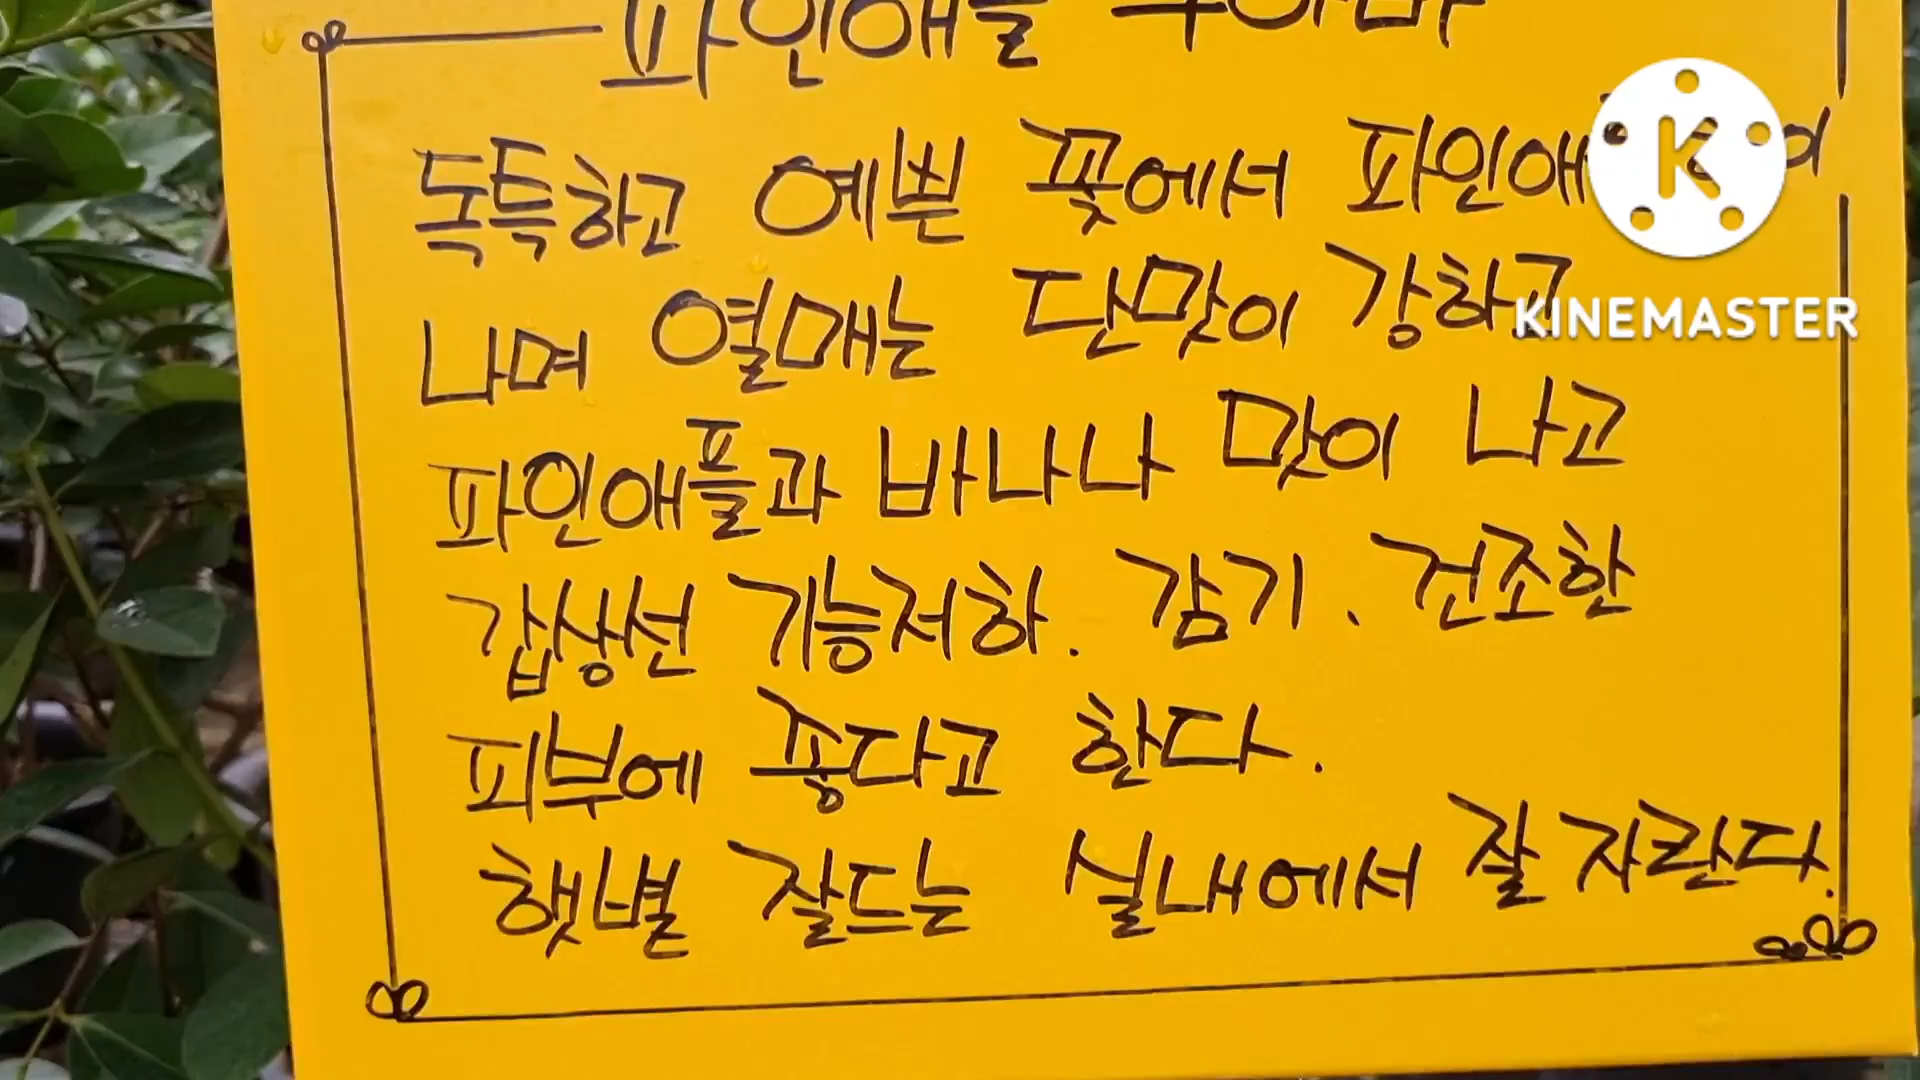 파인애플 구아바
독특하고 예쁜 꽃에서 파인애
나며 열매는 단맛이 강하고
파인애플과 바나나 맛이 나고
갑상선 기능저하. 감기. 건조한
피부에 좋다고 한다.
햇볕 잘드는 실내에서 잘 자란다.
K
KINEMASTER